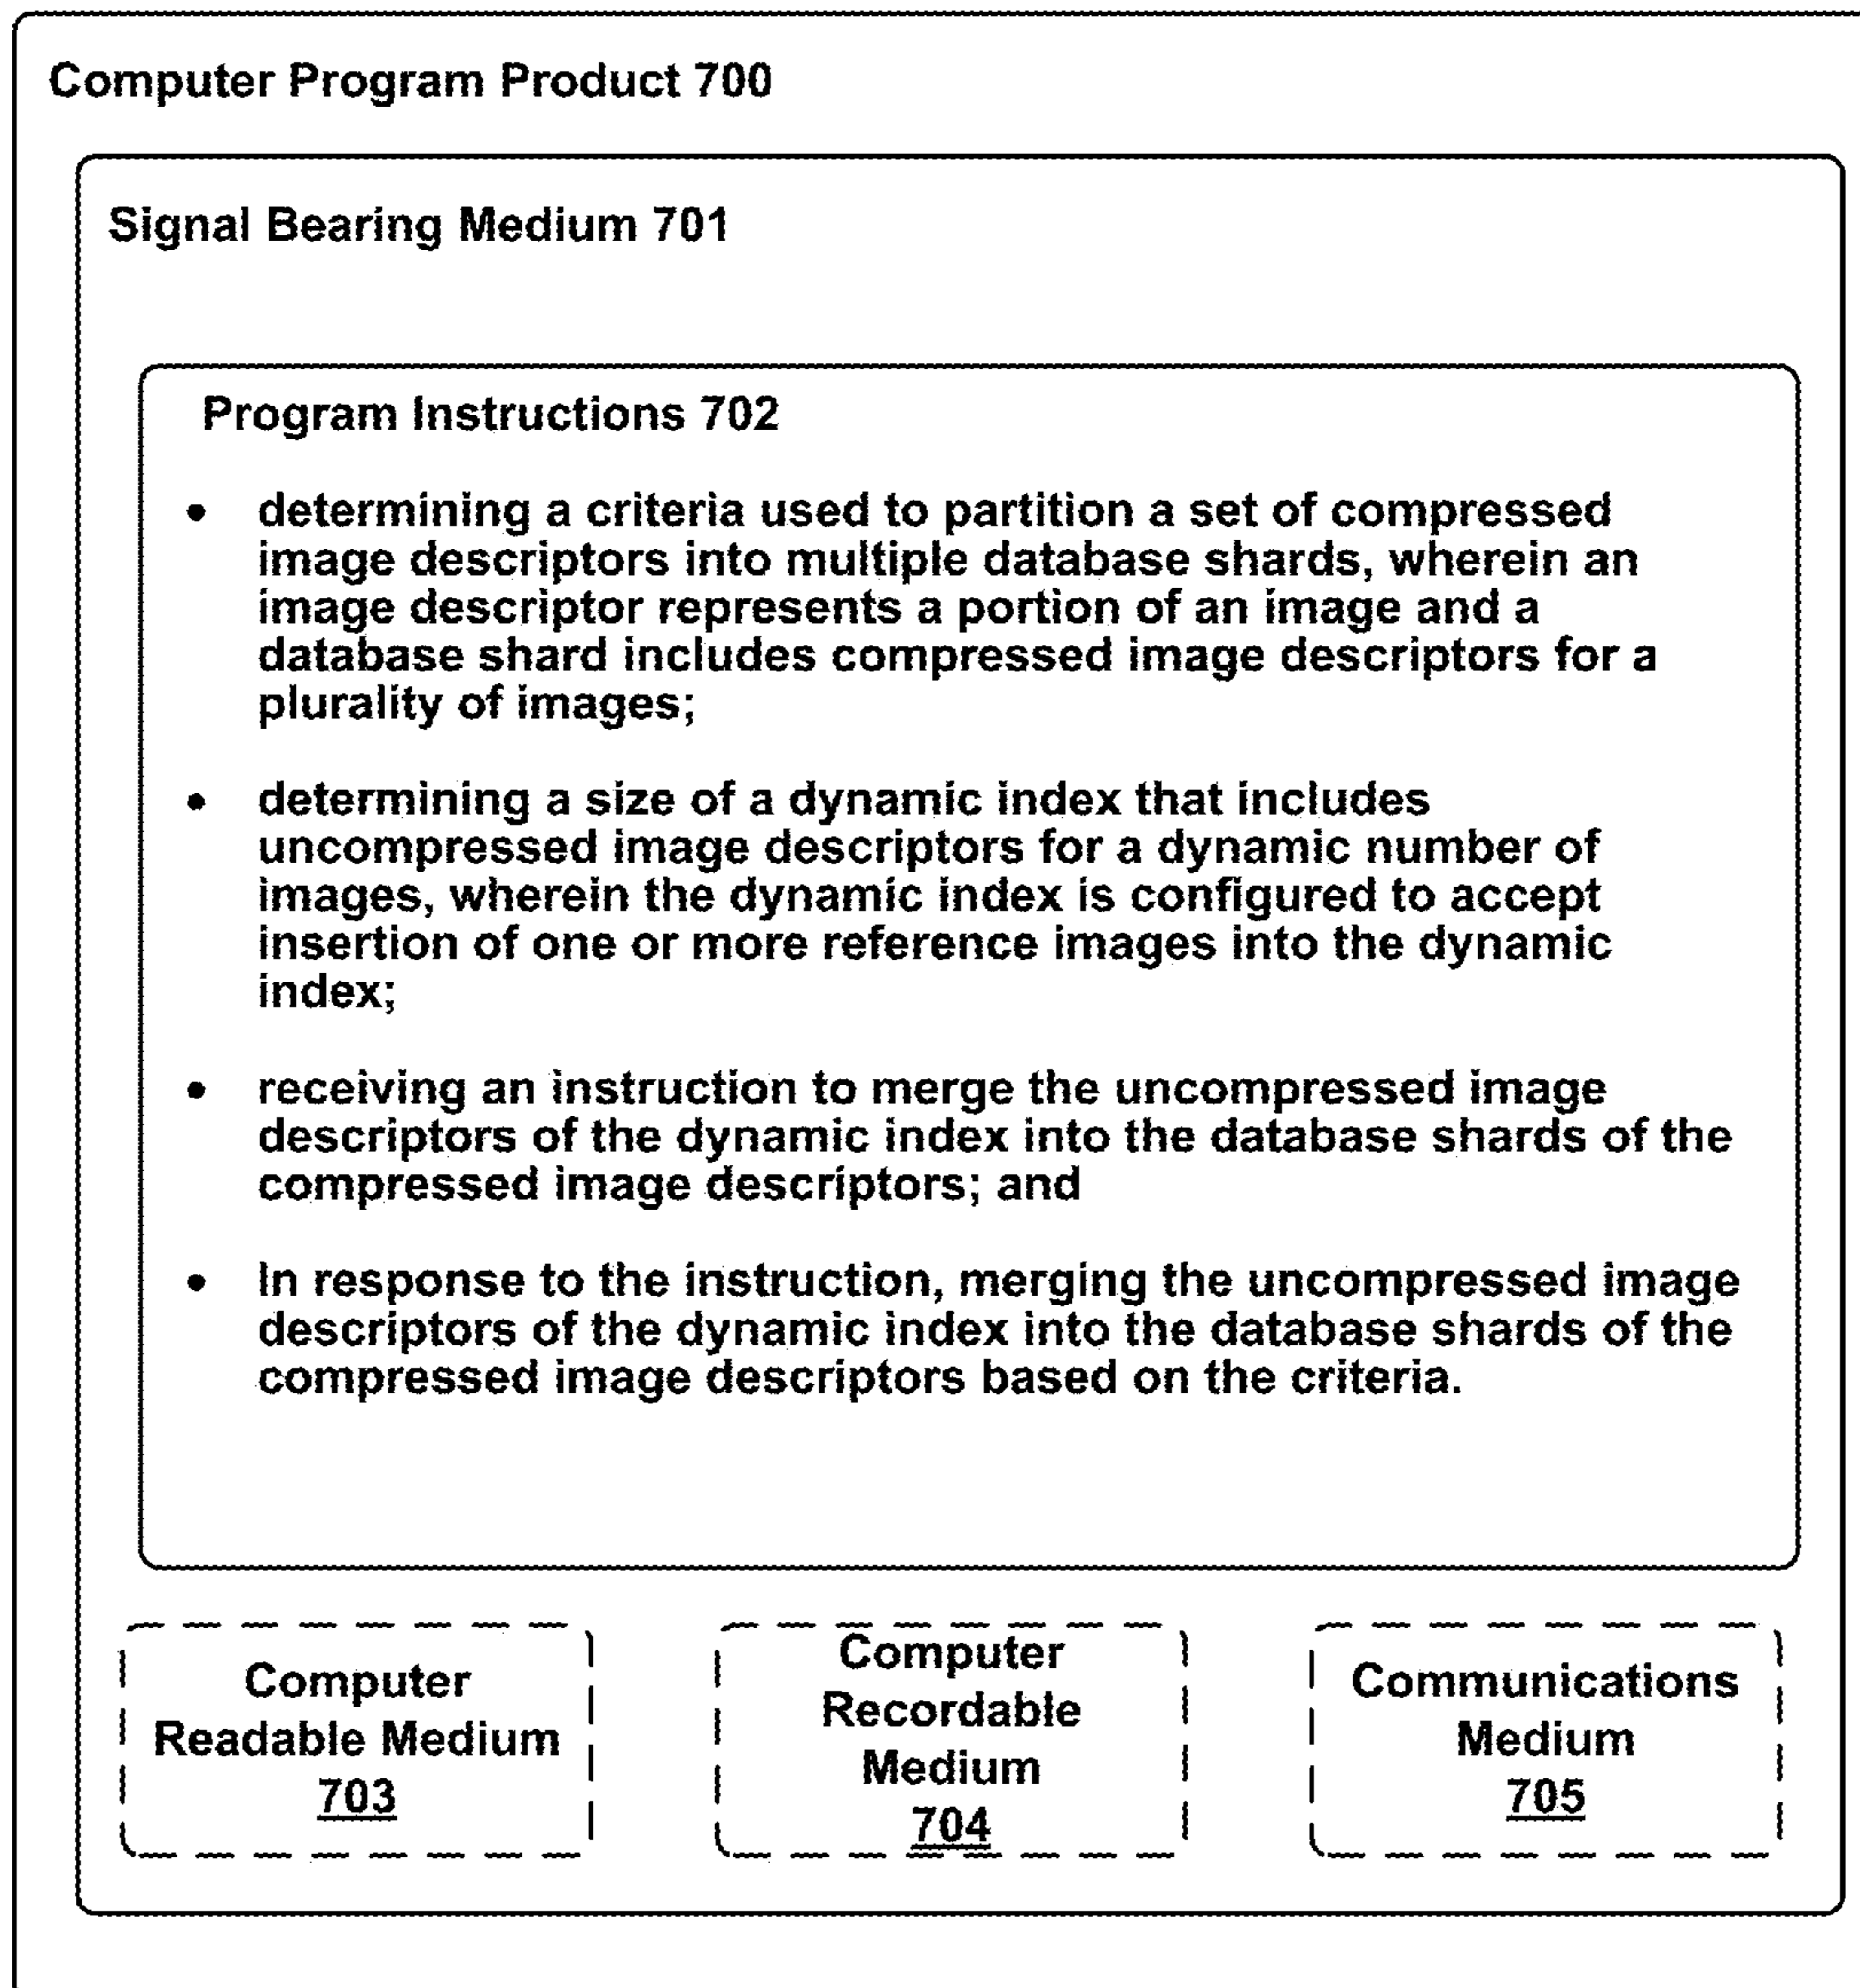 Computer Program Product 700
Signal Bearing Medium 701
Program Instructions 702
• determining a criteria used to partition a set of compressed
image descriptors into multiple database shards, wherein an
image descriptor represents a portion of an image and a
database shard includes compressed image descriptors for a
plurality of images;
• determining a size of a dynamic index that includes
uncompressed image descriptors for a dynamic number of
images, wherein the dynamic index is configured to accept
insertion of one or more reference images into the dynamic
index;
• receiving an instruction to merge the uncompressed image
descriptors of the dynamic index into the database shards of the
compressed image descriptors; and
• In response to the instruction, merging the uncompressed image
descriptors of the dynamic index into the database shards of the
compressed image descriptors based on the criteria.
Computer
Readable Medium
703
Computer
Recordable
Medium
704
Communications
Medium
705